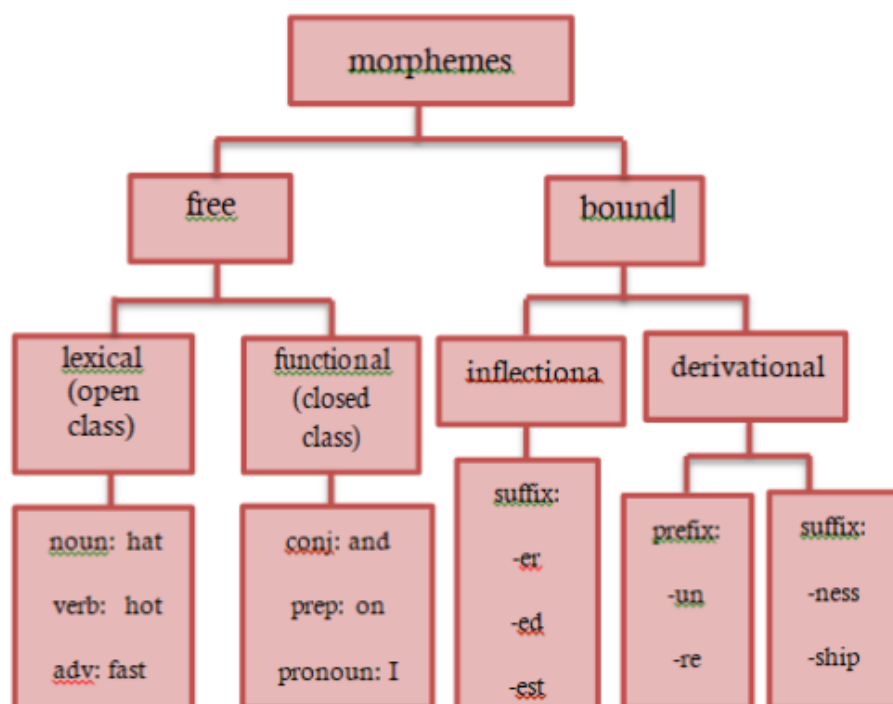 morphemes
free
bound
lexical
(open
class)
functional
(closed
class)
inflectiona
derivational
noun: hat
verb: hot
adv: fast
conj: and
prep: on
pronoun: I
suffix:
-er
-ed
-est
prefix:
-un
-re
suffix:
-ness
-ship